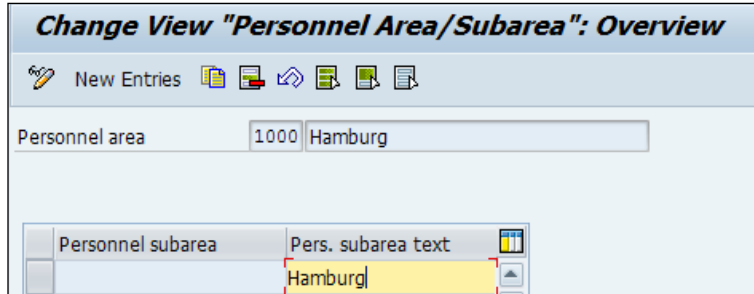 Change View "Personnel Area/Subarea": Overview
New Entries
Personnel area 1000 Hamburg
Personnel subarea Pers. subarea text
Hamburg